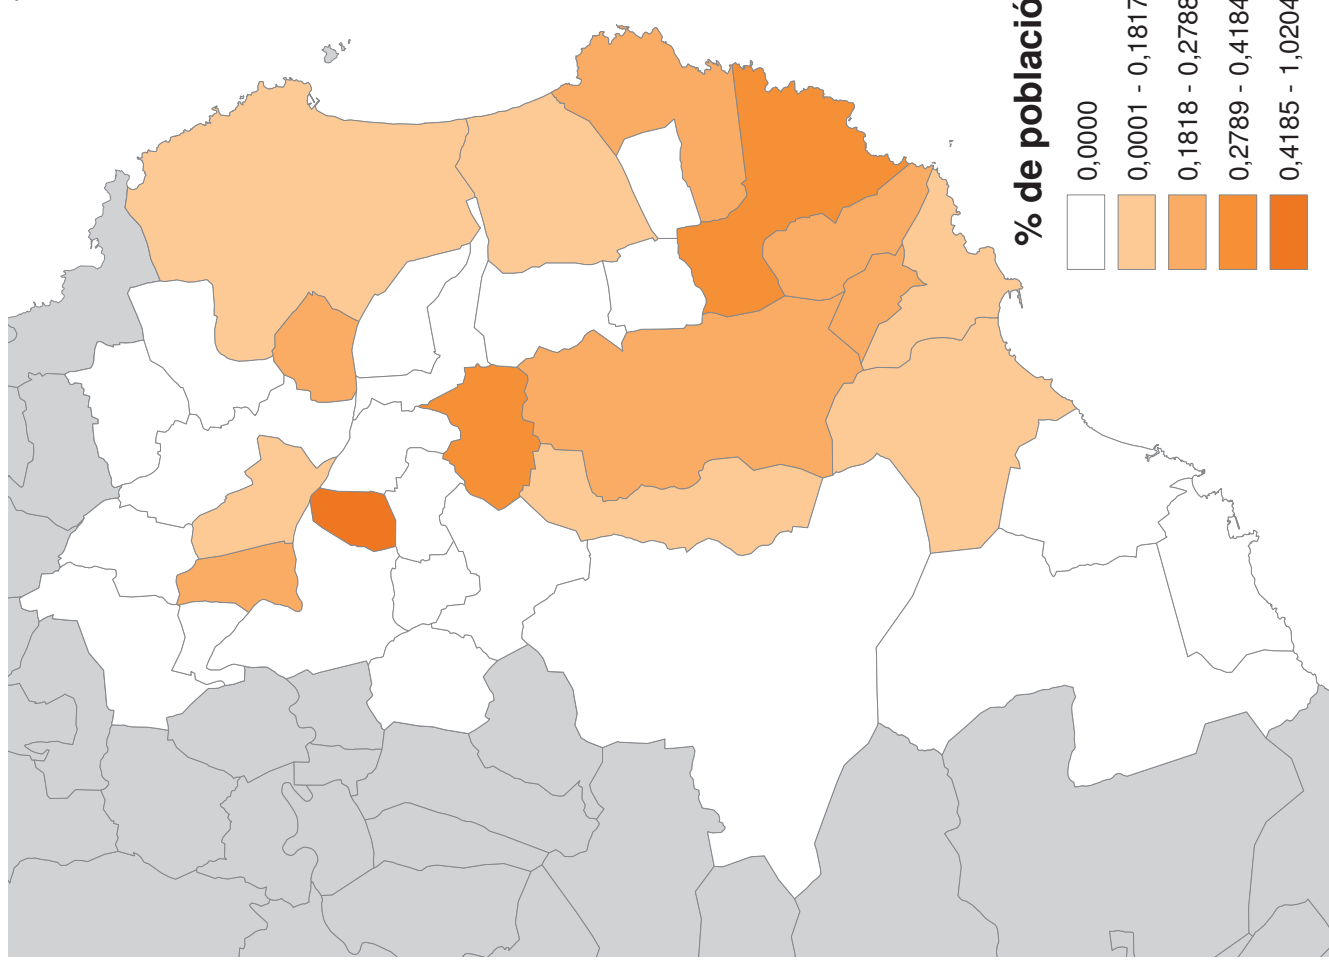 % de població
0,0000
0,0001 - 0,1817
0,1818 - 0,2788
0,2789 - 0,4184
0,4185 - 1,0204